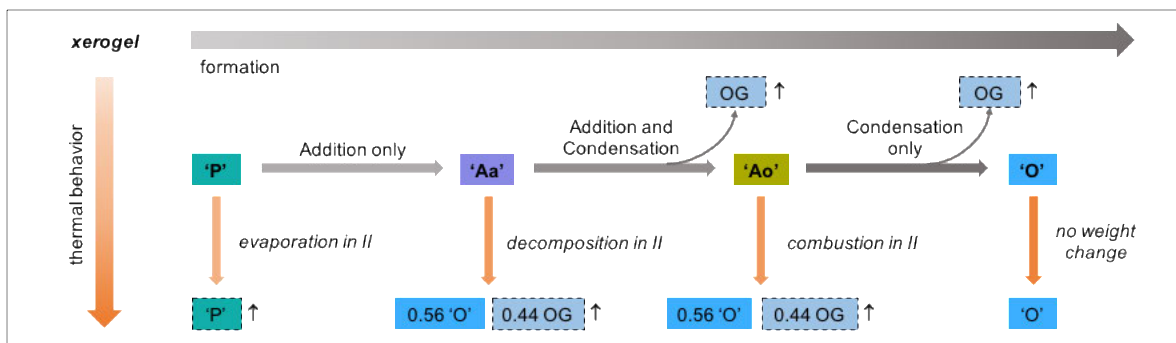 xerogel
formation
thermal behavior
OG ↑
OG ↑
Addition only
Addition and
Condensation
Condensation
only
‘P’
‘Aa’
‘Ao’
‘O’
evaporation in II
decomposition in II
combustion in II
no weight
change
‘P’ ↑
0.56 ‘O’ 0.44 OG ↑
0.56 ‘O’ 0.44 OG ↑
‘O’